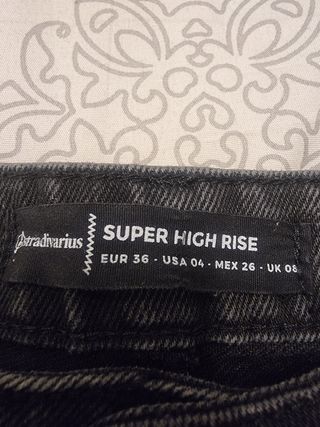 stradivarius
SUPER HIGH RISE
EUR 36 - USA 04 - MEX 26 - UK 08